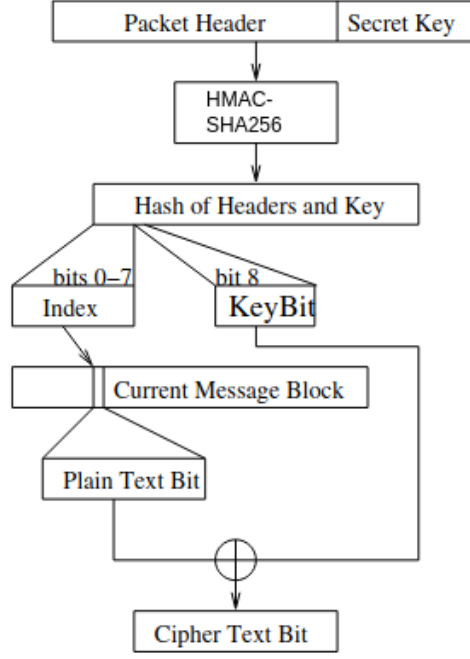 Packet Header Secret Key
HMAC-
SHA256
Hash of Headers and Key
bits 0–7 bit 8
Index KeyBit
Current Message Block
Plain Text Bit
Cipher Text Bit